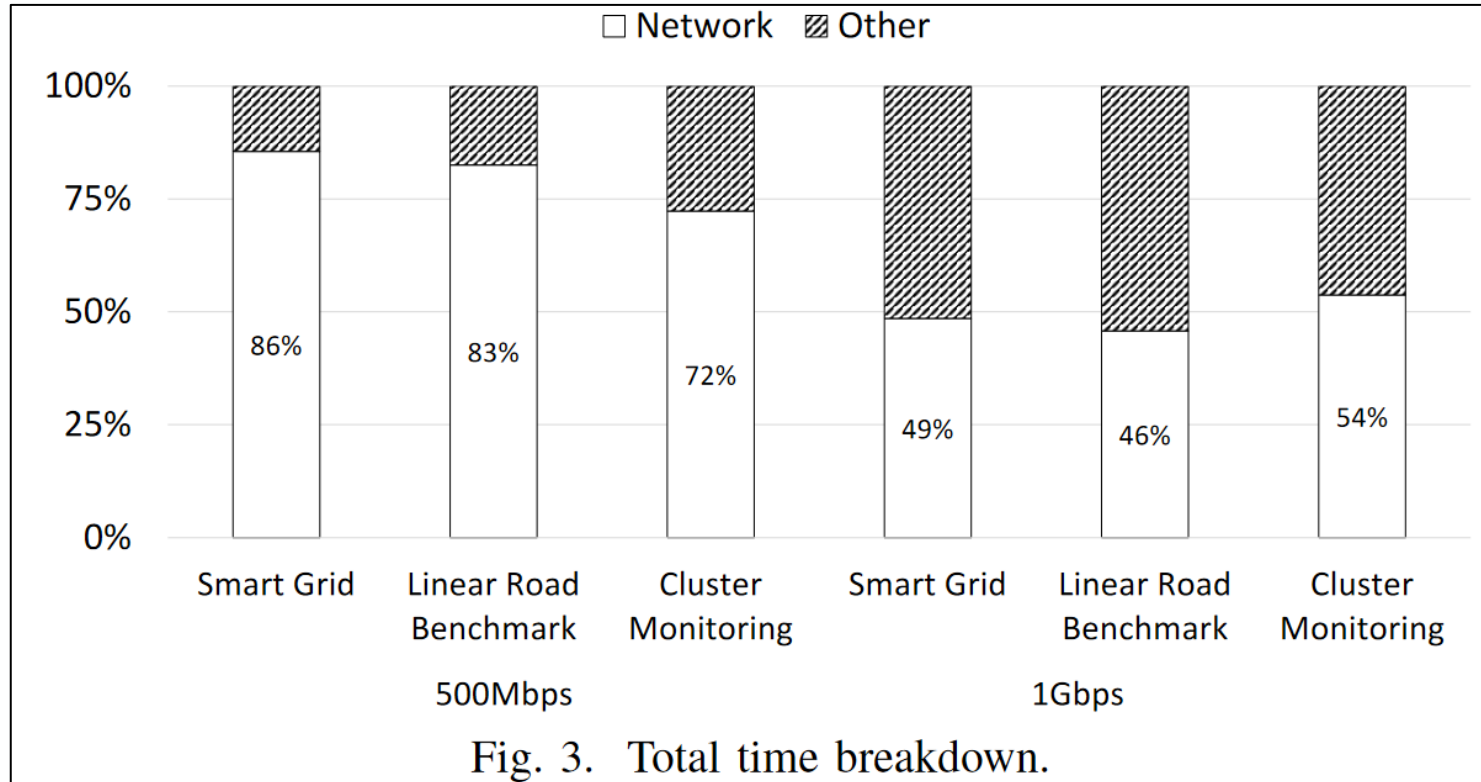 Network Other
100%
75%
50%
25%
0%
86%
83%
72%
49%
46%
54%
Smart Grid
Linear Road
Benchmark
Cluster
Monitoring
Smart Grid
Linear Road
Benchmark
Cluster
Monitoring
500Mbps
1Gbps
Fig. 3. Total time breakdown.